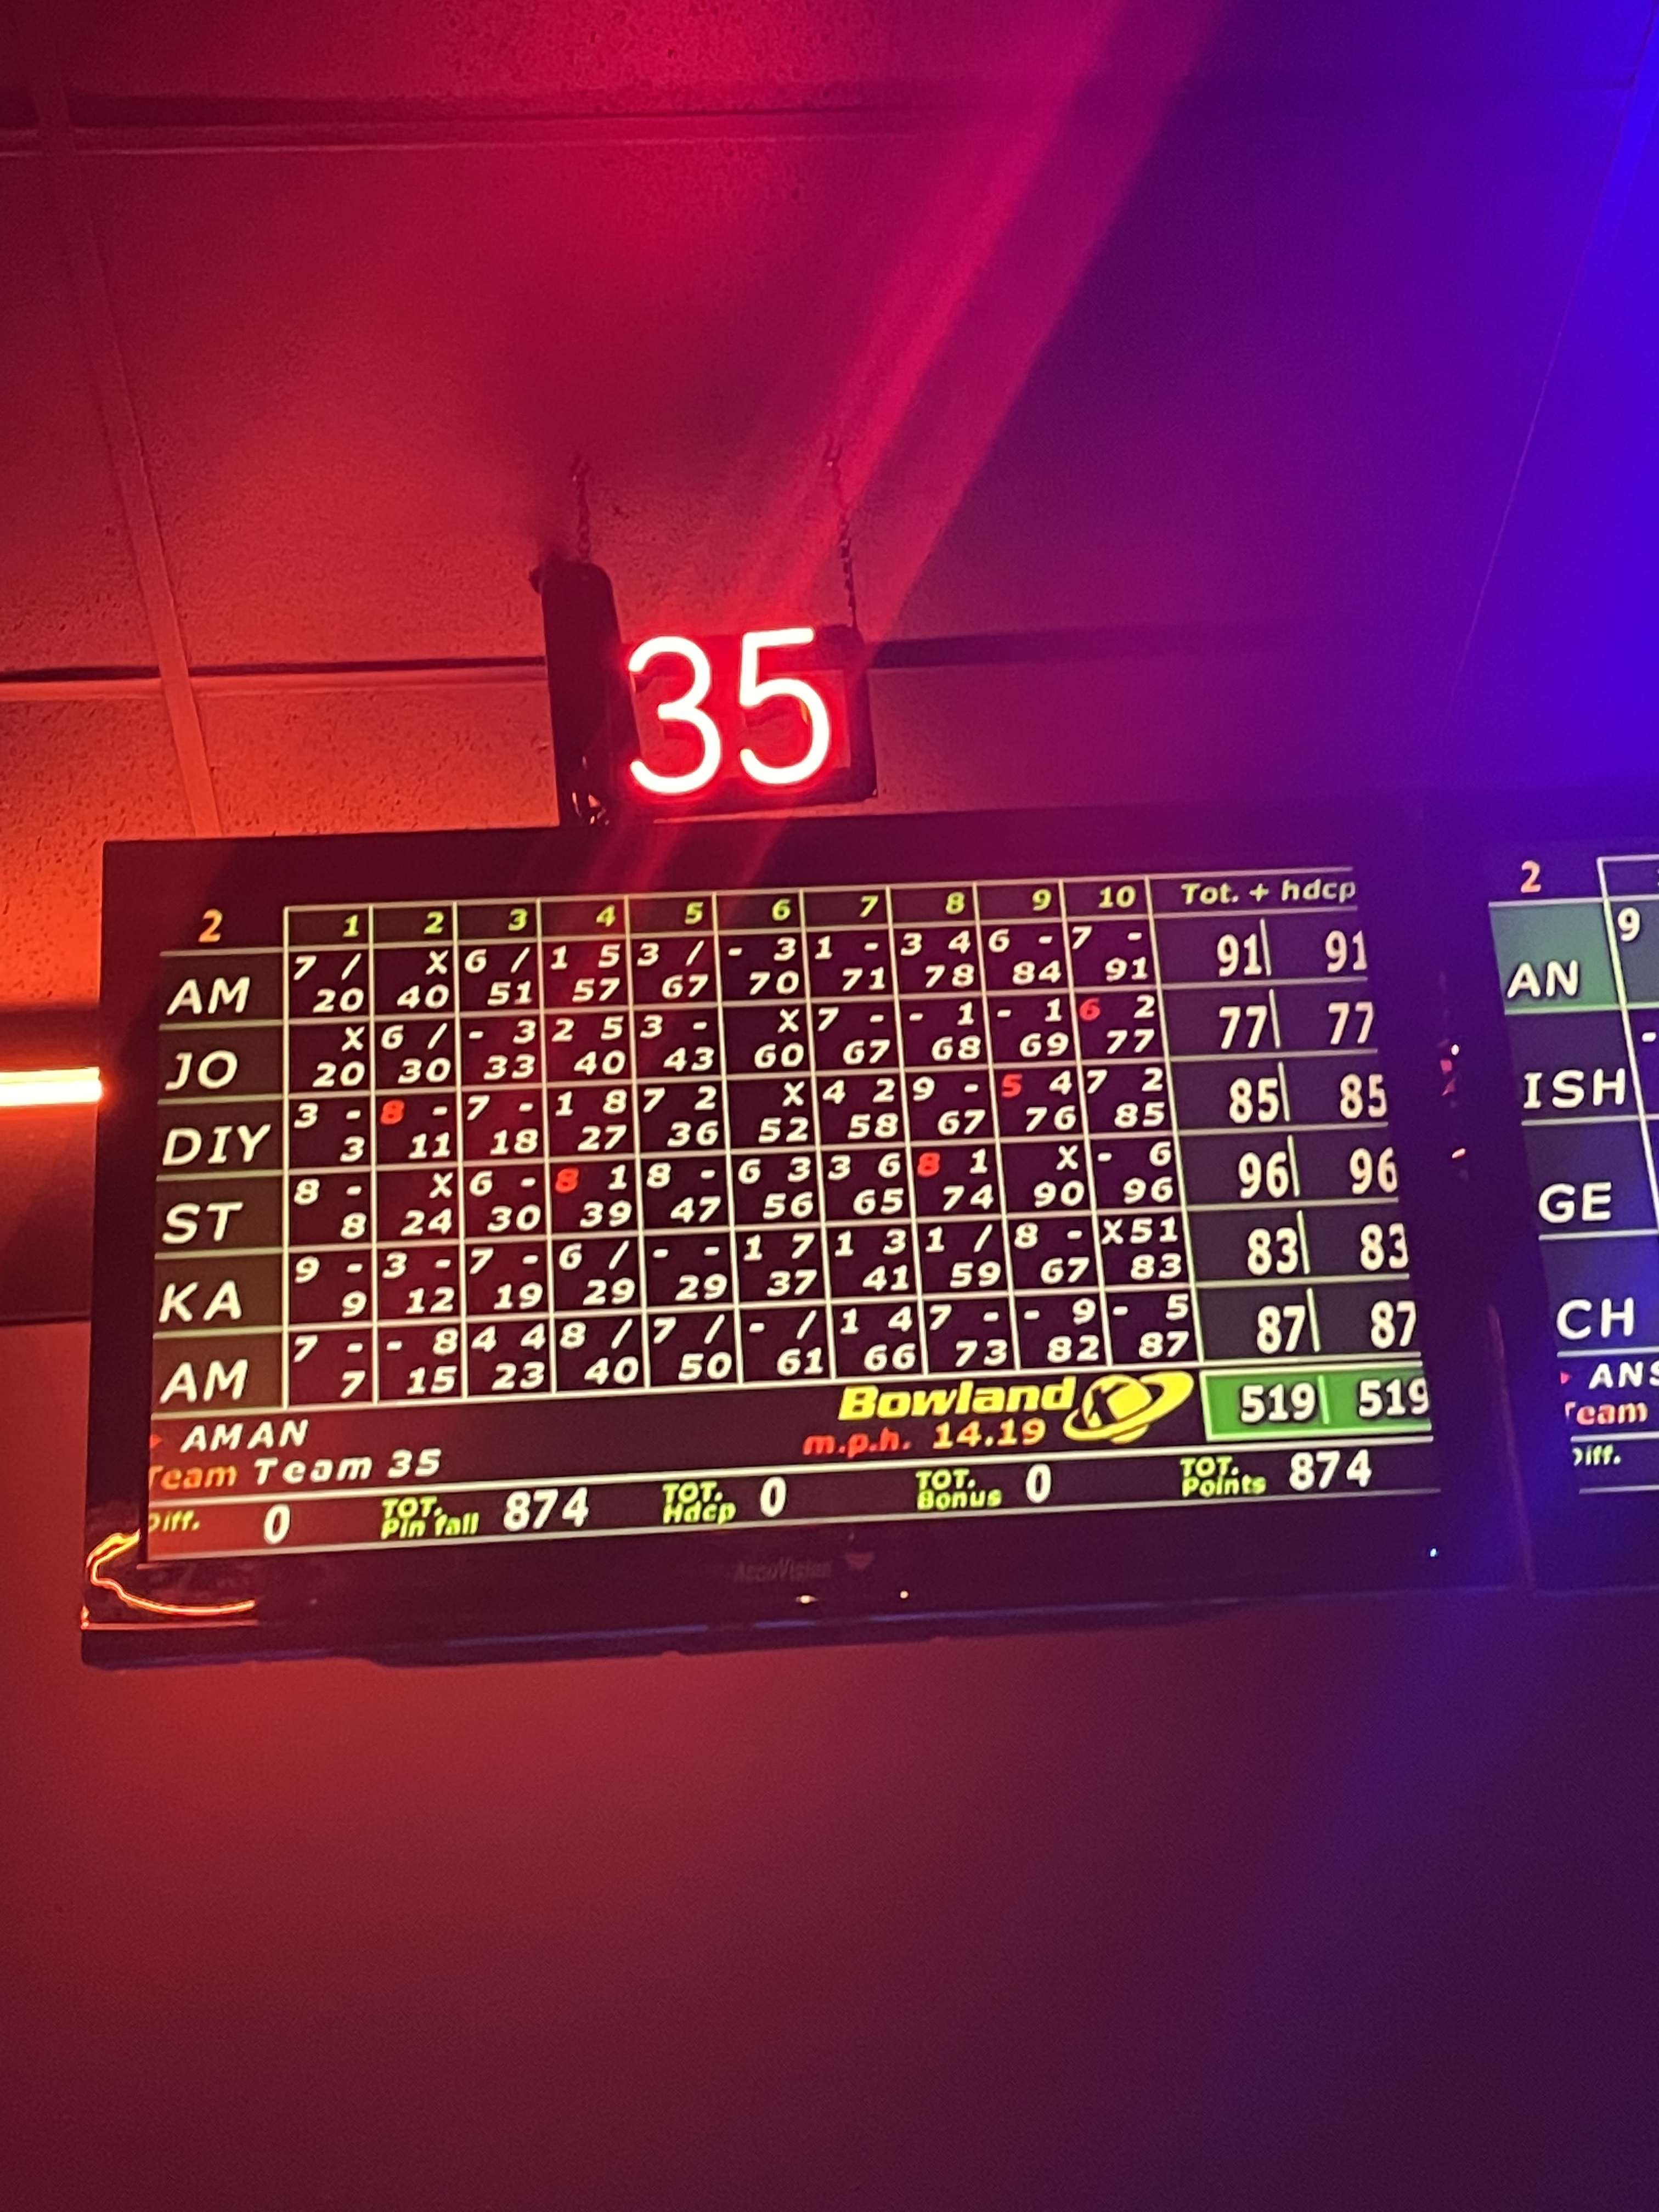 35
2 1 2 3 4 5 6 7 8 9 10 Tot. + hdcp
AM 7 / X 6 / 1 5 3 / - 3 1 - 3 4 6 - 7 - 91 91
20 40 51 57 67 70 71 78 84 91
JO X 6 / - 3 2 5 3 - X 7 - - 1 - 1 6 2 77 77
20 30 33 40 43 60 67 68 69 77
DIY 3 - 8 - 7 - 1 8 7 2 X 4 2 9 - 5 4 7 2 85 85
3 11 18 27 36 52 58 67 76 85
ST 8 - X 6 - 8 1 8 - 6 3 3 6 8 1 X - 6 96 96
8 24 30 39 47 56 65 74 90 96
KA 9 - 3 - 7 - 6 / - - 1 7 1 3 1 / 8 - X51 83 83
9 12 19 29 29 37 41 59 67 83
AM 7 - - 8 4 4 8 / 7 / - / 1 4 7 - - 9 - 5 87 87
7 15 23 40 50 61 66 73 82 87
AMAN Bowland 519 519
Team Team 35 m.p.h. 14.19
Diff. 0 TOT. Pin fall 874 TOT. Hdcp 0 TOT. Bonus 0 TOT. Points 874
AccuVision
2
AN 9
ISH -
GE
CH
ANS
Team
Diff.